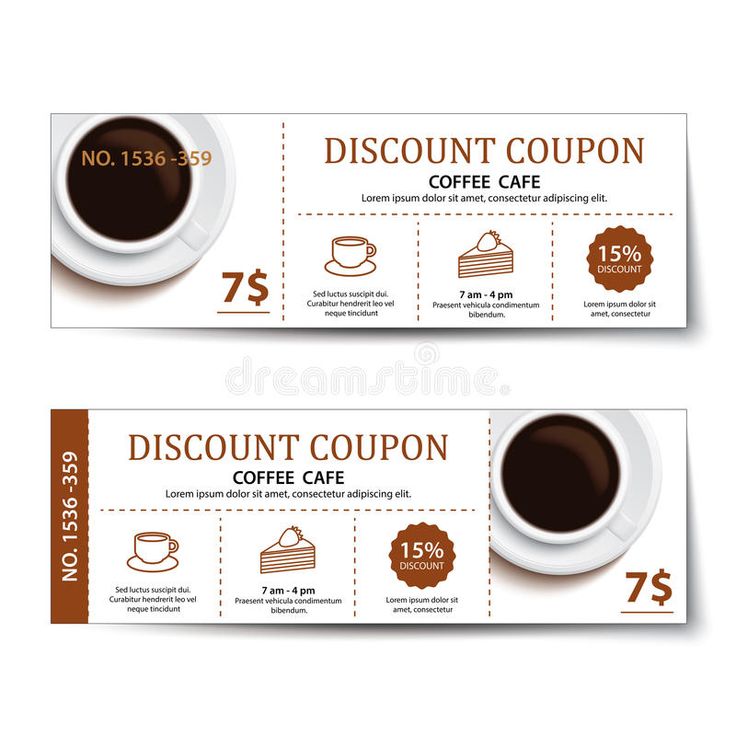 NO. 1536 -359
7$
DISCOUNT COUPON
COFFEE CAFE
Lorem ipsum dolor sit amet, consectetur adipiscing elit.
Sed luctus suscipit dui.
Curabitur hendrerit leo vel
neque tincidunt
7 am - 4 pm
Praesent vehicula condimentum
bibendum.
15%
DISCOUNT
Lorem ipsum dolor
sit amet, consectetur
dreamstime.
NO. 1536 -359
DISCOUNT COUPON
COFFEE CAFE
Lorem ipsum dolor sit amet, consectetur adipiscing elit.
Sed luctus suscipit dui.
Curabitur hendrerit leo vel
neque tincidunt
7 am - 4 pm
Praesent vehicula condimentum
bibendum.
15%
DISCOUNT
Lorem ipsum dolor
sit amet, consectetur
7$